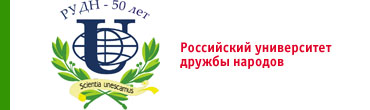 РУДН - 50 лет
U
Scientia unescamus
Российский университет
дружбы народов